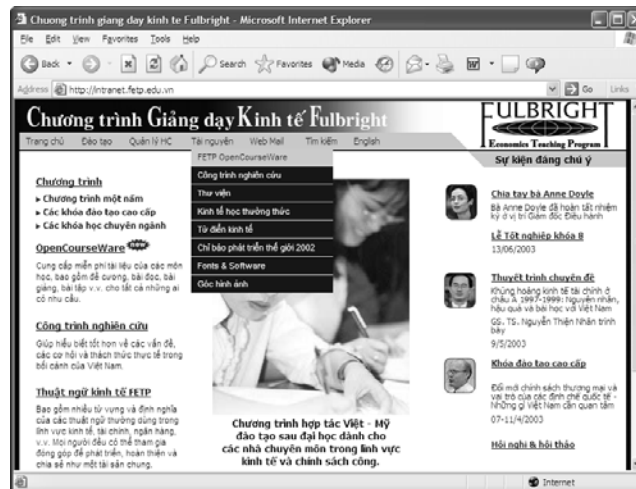 Chuong trinh giang day kinh te Fulbright - Microsoft Internet Explorer
File Edit View Favorites Tools Help
Back Search Favorites Media
Address http://intranet.fetp.edu.vn Go Links
Chương trình Giảng dạy Kinh tế Fulbright
FULBRIGHT
Economics Teaching Program
Trang chủ Đào tạo Quản lý HC Tài nguyên Web Mail Tìm kiếm English
FETP OpenCourseWare
Công trình nghiên cứu
Thư viện
Kinh tế học thường thức
Từ điển kinh tế
Chỉ báo phát triển thế giới 2002
Fonts & Software
Góc hình ảnh
Chương trình
Chương trình một năm
Các khóa đào tạo cao cấp
Các khóa học chuyên ngành
OpenCourseWare new
Cung cấp miễn phí tài liệu của các môn
học, bao gồm đề cương, bài đọc, bài
giảng, bài tập v.v. cho tất cả những ai
có nhu cầu.
Công trình nghiên cứu
Giúp hiểu biết tốt hơn về các vấn đề,
các cơ hội và thách thức thực tế trong
bối cảnh của Việt Nam.
Thuật ngữ kinh tế FETP
Bao gồm nhiều từ vựng và định nghĩa
của các thuật ngữ thường dùng trong
lĩnh vực kinh tế, tài chính, ngân hàng,
v.v. Mọi người đều có thể tham gia
đóng góp để phát triển, hoàn thiện và
chia sẻ như một tài sản chung.
Chương trình hợp tác Việt - Mỹ
đào tạo sau đại học dành cho
các nhà chuyên môn trong lĩnh vực
kinh tế và chính sách công.
Sự kiện đáng chú ý
Chia tay bà Anne Doyle
Bà Anne Doyle đã hoàn tất nhiệm
kỳ ở vị trí Giám đốc Điều hành
Lễ Tốt nghiệp khóa 8
13/06/2003
Thuyết trình chuyên đề
Khủng hoảng kinh tế tài chính ở
châu Á 1997-1999: Nguyên nhân,
hậu quả và bài học với Việt Nam
GS. TS. Nguyễn Thiện Nhân trình
bày
9/5/2003
Khóa đào tạo cao cấp
Đổi mới chính sách thương mại và
vai trò của các định chế quốc tế -
Những gì Việt Nam cần quan tâm
07-11/4/2003
Hội nghị & hội thảo
Internet